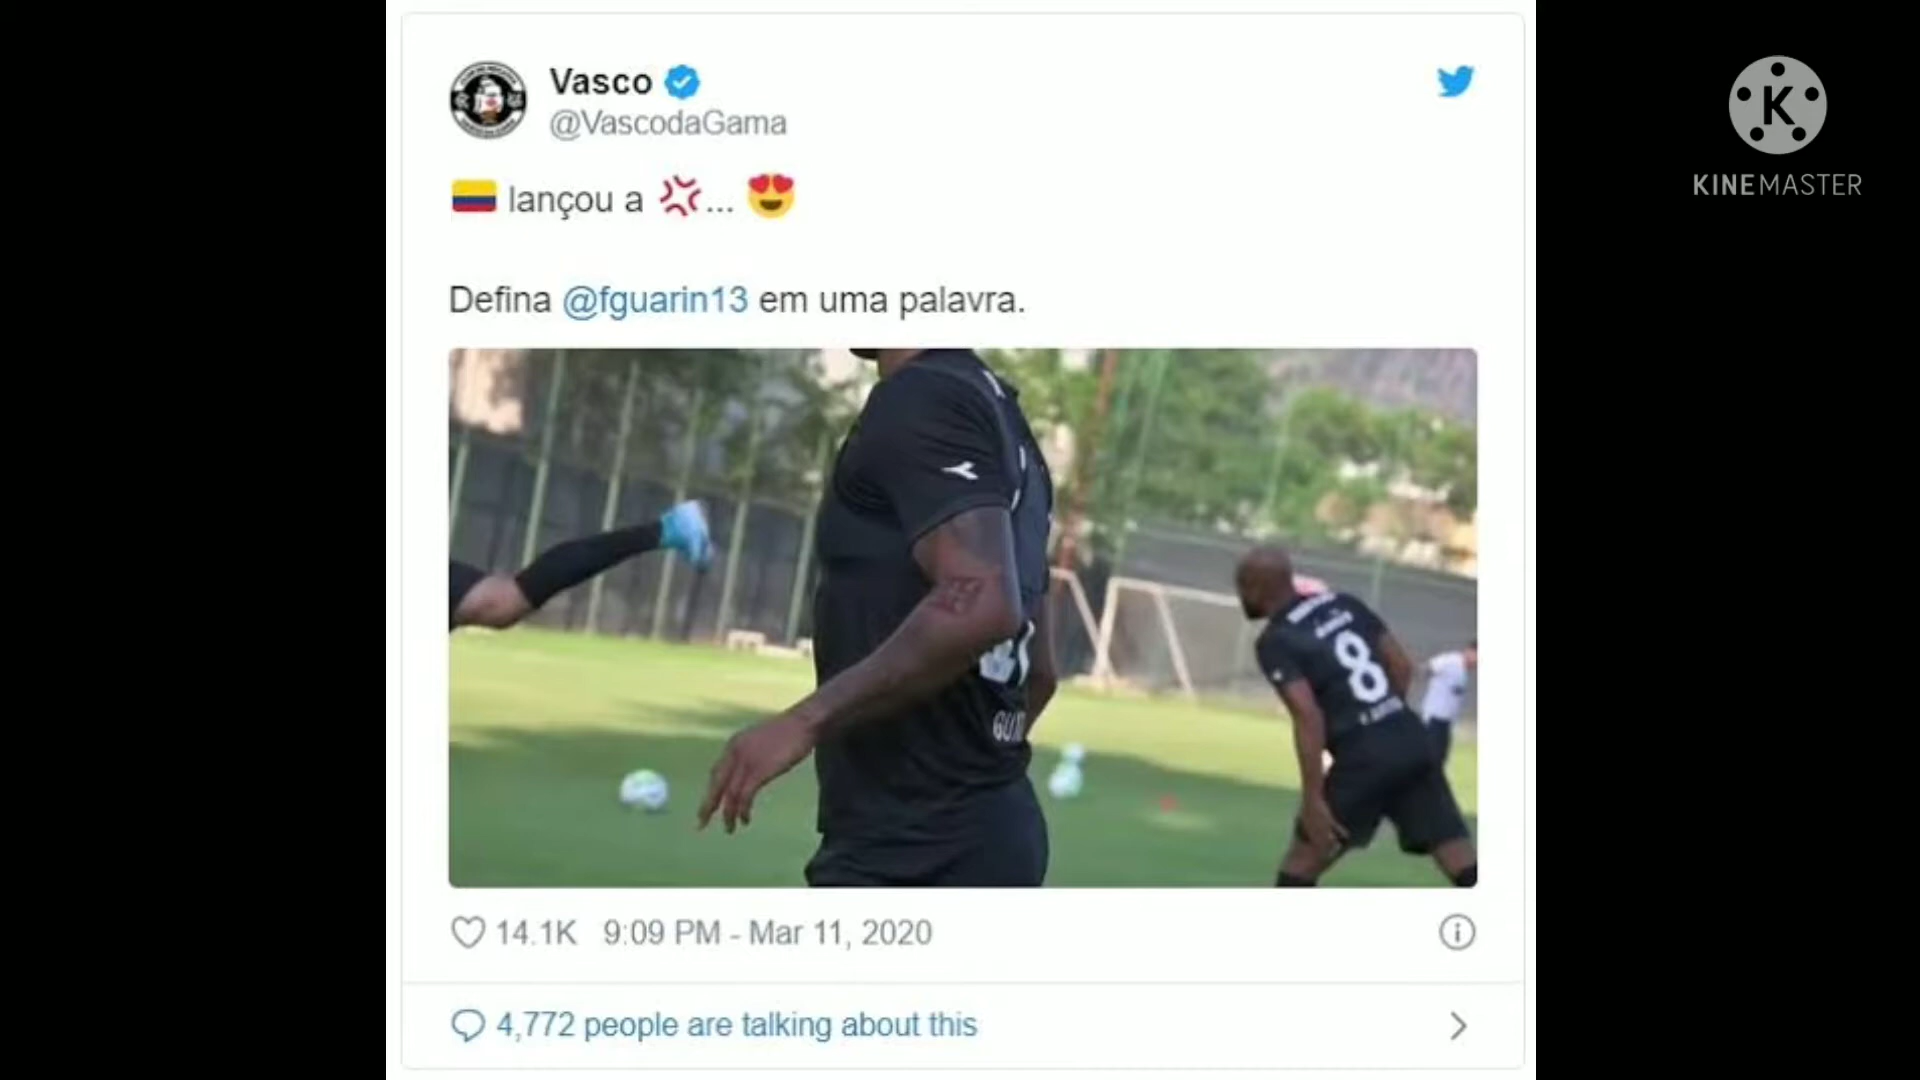 Vasco
@VascodaGama
🇨🇴 lançou a 💢... 😍
Defina @fguarin13 em uma palavra.
8
14.1K 9:09 PM - Mar 11, 2020
4,772 people are talking about this
K
KINEMASTER